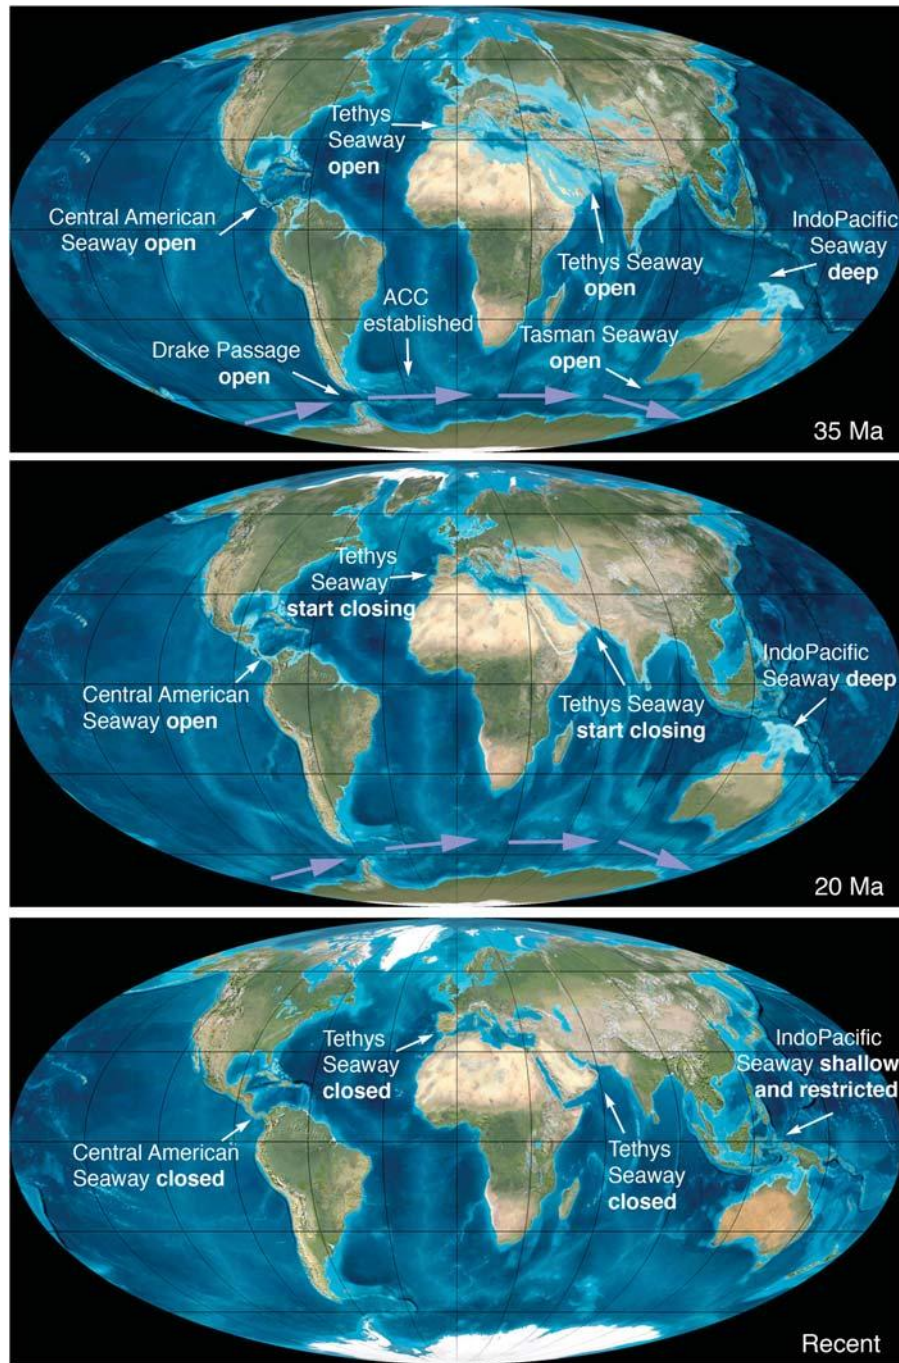 Tethys
Seaway
open
Central American
Seaway open
IndoPacific
Seaway
deep
Tethys Seaway
open
ACC
established
Tasman Seaway
open
Drake Passage
open
35 Ma
Tethys
Seaway
start closing
IndoPacific
Seaway deep
Central American
Seaway open
Tethys Seaway
start closing
20 Ma
Tethys
Seaway
closed
IndoPacific
Seaway shallow
and restricted
Central American
Seaway closed
Tethys
Seaway
closed
Recent